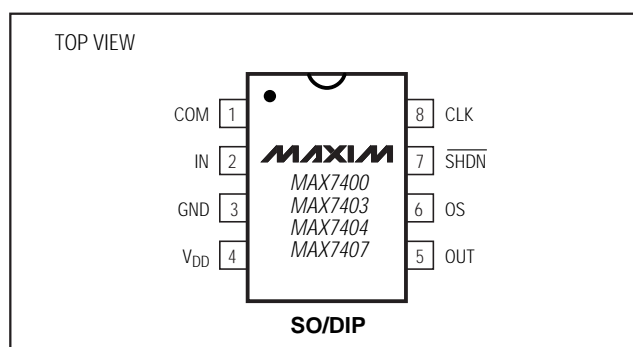 TOP VIEW
COM 1
8 CLK
IN 2
MAXIM
7 S̅H̅D̅N̅
MAX7400
GND 3
MAX7403
6 OS
MAX7404
VDD 4
MAX7407
5 OUT
SO/DIP